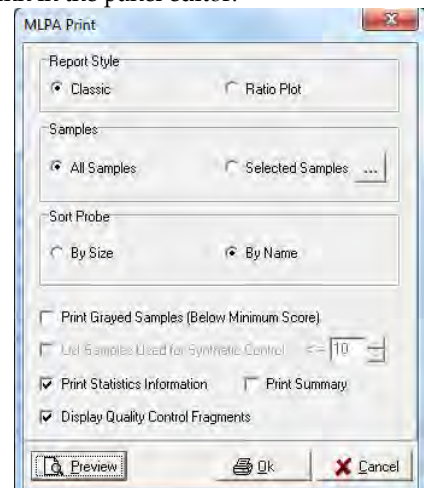 MLPA Print
Report Style
Classic Ratio Plot
Samples
All Samples Selected Samples ...
Sort Probe
By Size By Name
Print Grayed Samples (Below Minimum Score)
List Samples Used for Synthetic Control <= 10
Print Statistics Information Print Summary
Display Quality Control Fragments
Preview Ok Cancel